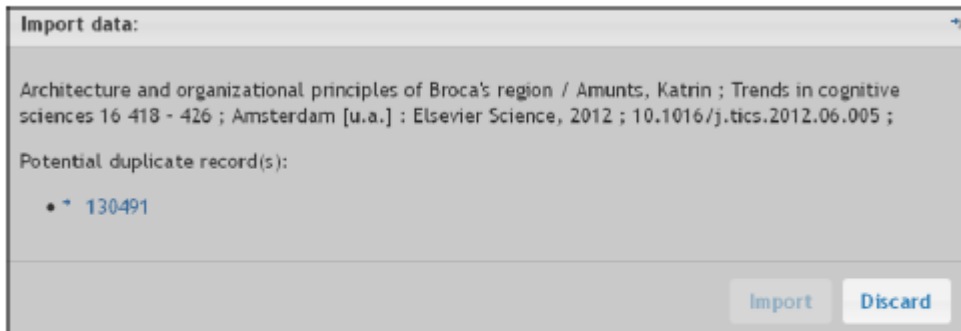 Import data:
Architecture and organizational principles of Broca's region / Amunts, Katrin ; Trends in cognitive
sciences 16 418 - 426 ; Amsterdam [u.a.] : Elsevier Science, 2012 ; 10.1016/j.tics.2012.06.005 ;
Potential duplicate record(s):
• 130491
Import Discard